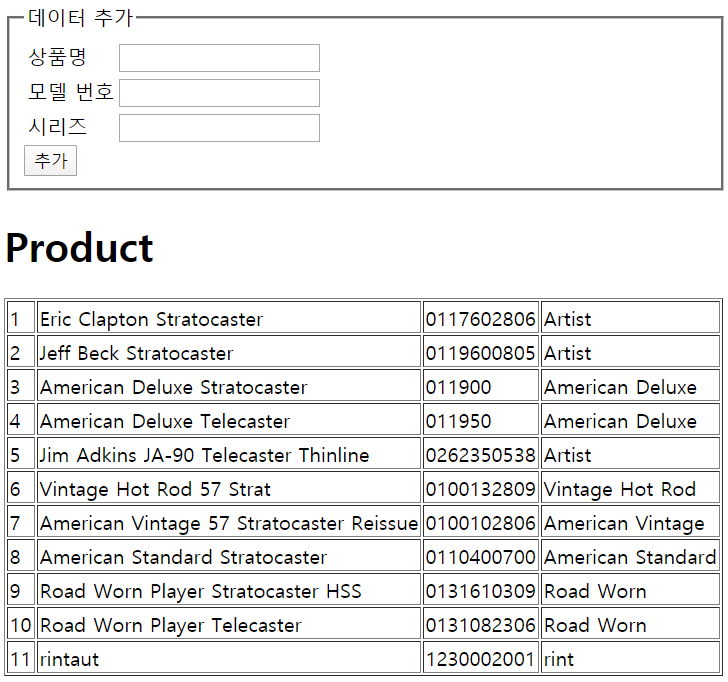 데이터 추가
상품명
모델 번호
시리즈
추가
Product
1 Eric Clapton Stratocaster 0117602806 Artist
2 Jeff Beck Stratocaster 0119600805 Artist
3 American Deluxe Stratocaster 011900 American Deluxe
4 American Deluxe Telecaster 011950 American Deluxe
5 Jim Adkins JA-90 Telecaster Thinline 0262350538 Artist
6 Vintage Hot Rod 57 Strat 0100132809 Vintage Hot Rod
7 American Vintage 57 Stratocaster Reissue 0100102806 American Vintage
8 American Standard Stratocaster 0110400700 American Standard
9 Road Worn Player Stratocaster HSS 0131610309 Road Worn
10 Road Worn Player Telecaster 0131082306 Road Worn
11 rintaut 1230002001 rint